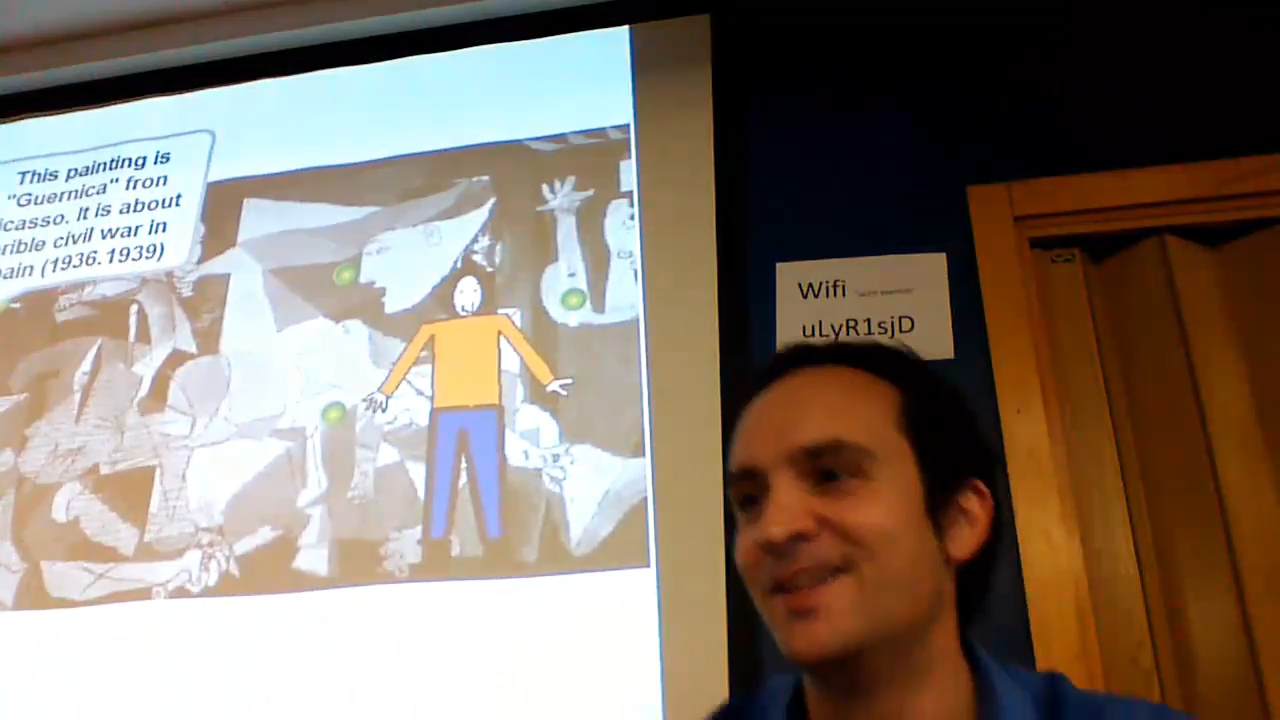 This painting is
"Guernica" fron
icasso. It is about
rible civil war in
ain (1936.1939)
Wifi
uLyR1sjD